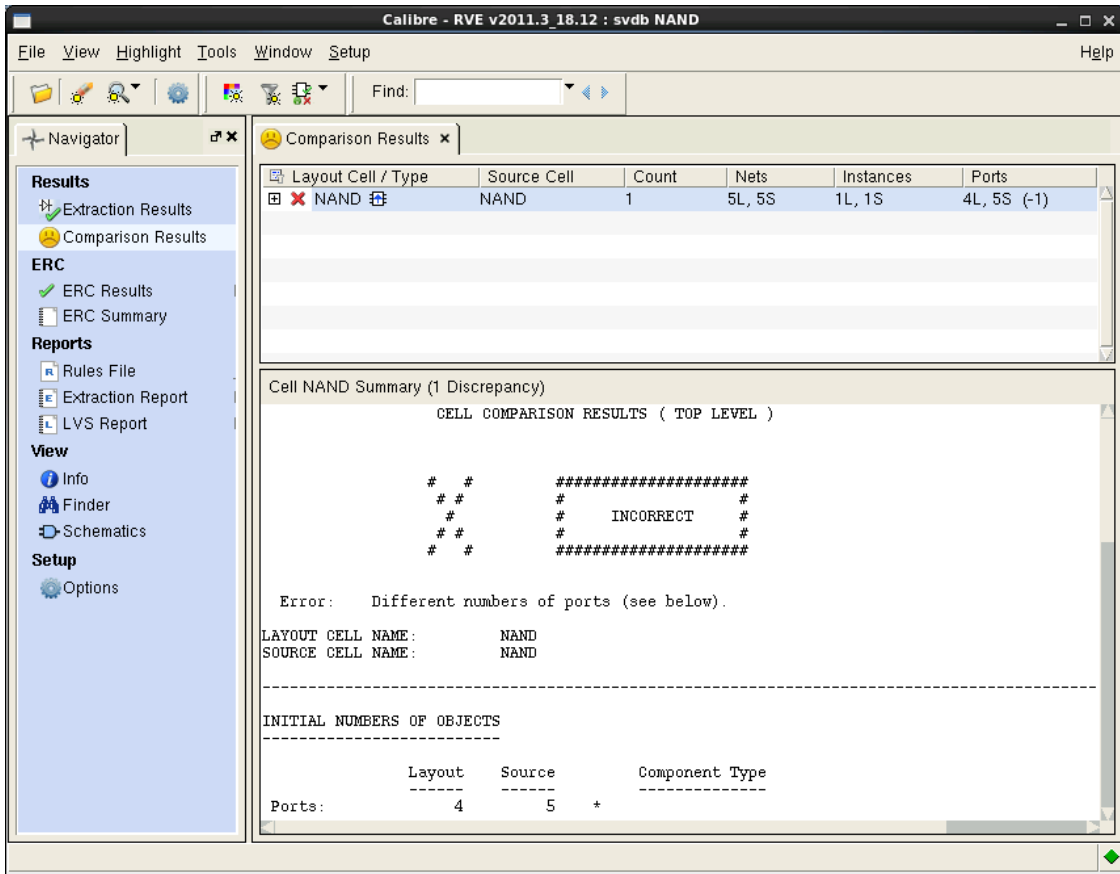 Calibre - RVE v2011.3_18.12 : svdb NAND
File View Highlight Tools Window Setup Help
Find:
Navigator
Results
Extraction Results
Comparison Results
ERC
ERC Results
ERC Summary
Reports
Rules File
Extraction Report
LVS Report
View
Info
Finder
Schematics
Setup
Options
Comparison Results
Layout Cell / Type Source Cell Count Nets Instances Ports
NAND NAND 1 5L, 5S 1L, 1S 4L, 5S (-1)
Cell NAND Summary (1 Discrepancy)
CELL COMPARISON RESULTS ( TOP LEVEL )
# # #####################
# # # #
# # INCORRECT #
# # # #
# # #####################
Error: Different numbers of ports (see below).
LAYOUT CELL NAME: NAND
SOURCE CELL NAME: NAND
INITIAL NUMBERS OF OBJECTS
Layout Source Component Type
Ports: 4 5 *